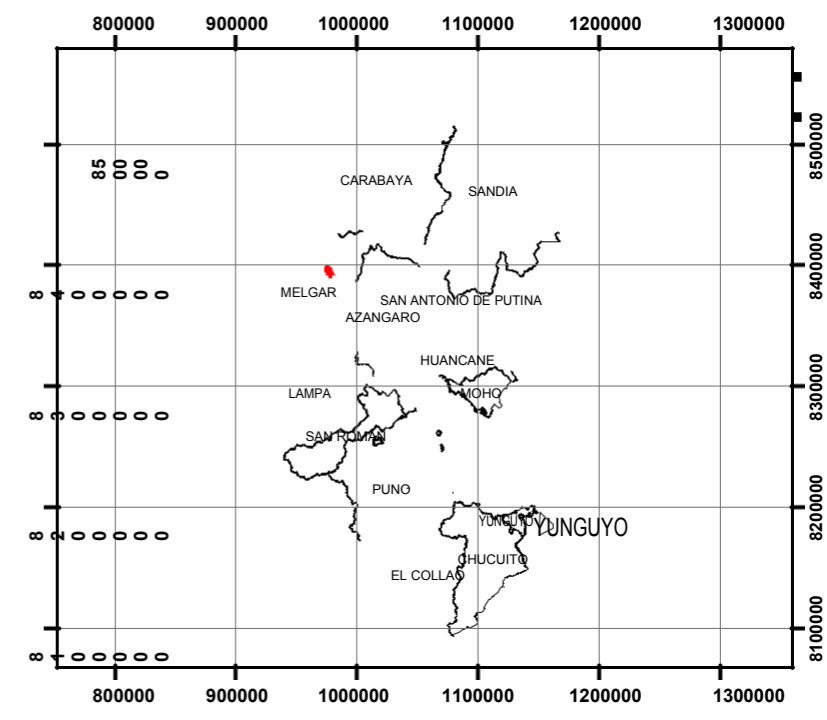 800000 900000 1000000 1100000 1200000 1300000
8500000
8500000
CARABAYA
SANDIA
8400000
8400000
MELGAR
SAN ANTONIO DE PUTINA
AZANGARO
HUANCANE
8300000
LAMPA
MOHO
8300000
SAN ROMAN
PUNO
8200000
YUNGUYO
YUNGUYO
8200000
CHUCUITO
EL COLLAO
8100000
8100000
800000 900000 1000000 1100000 1200000 1300000